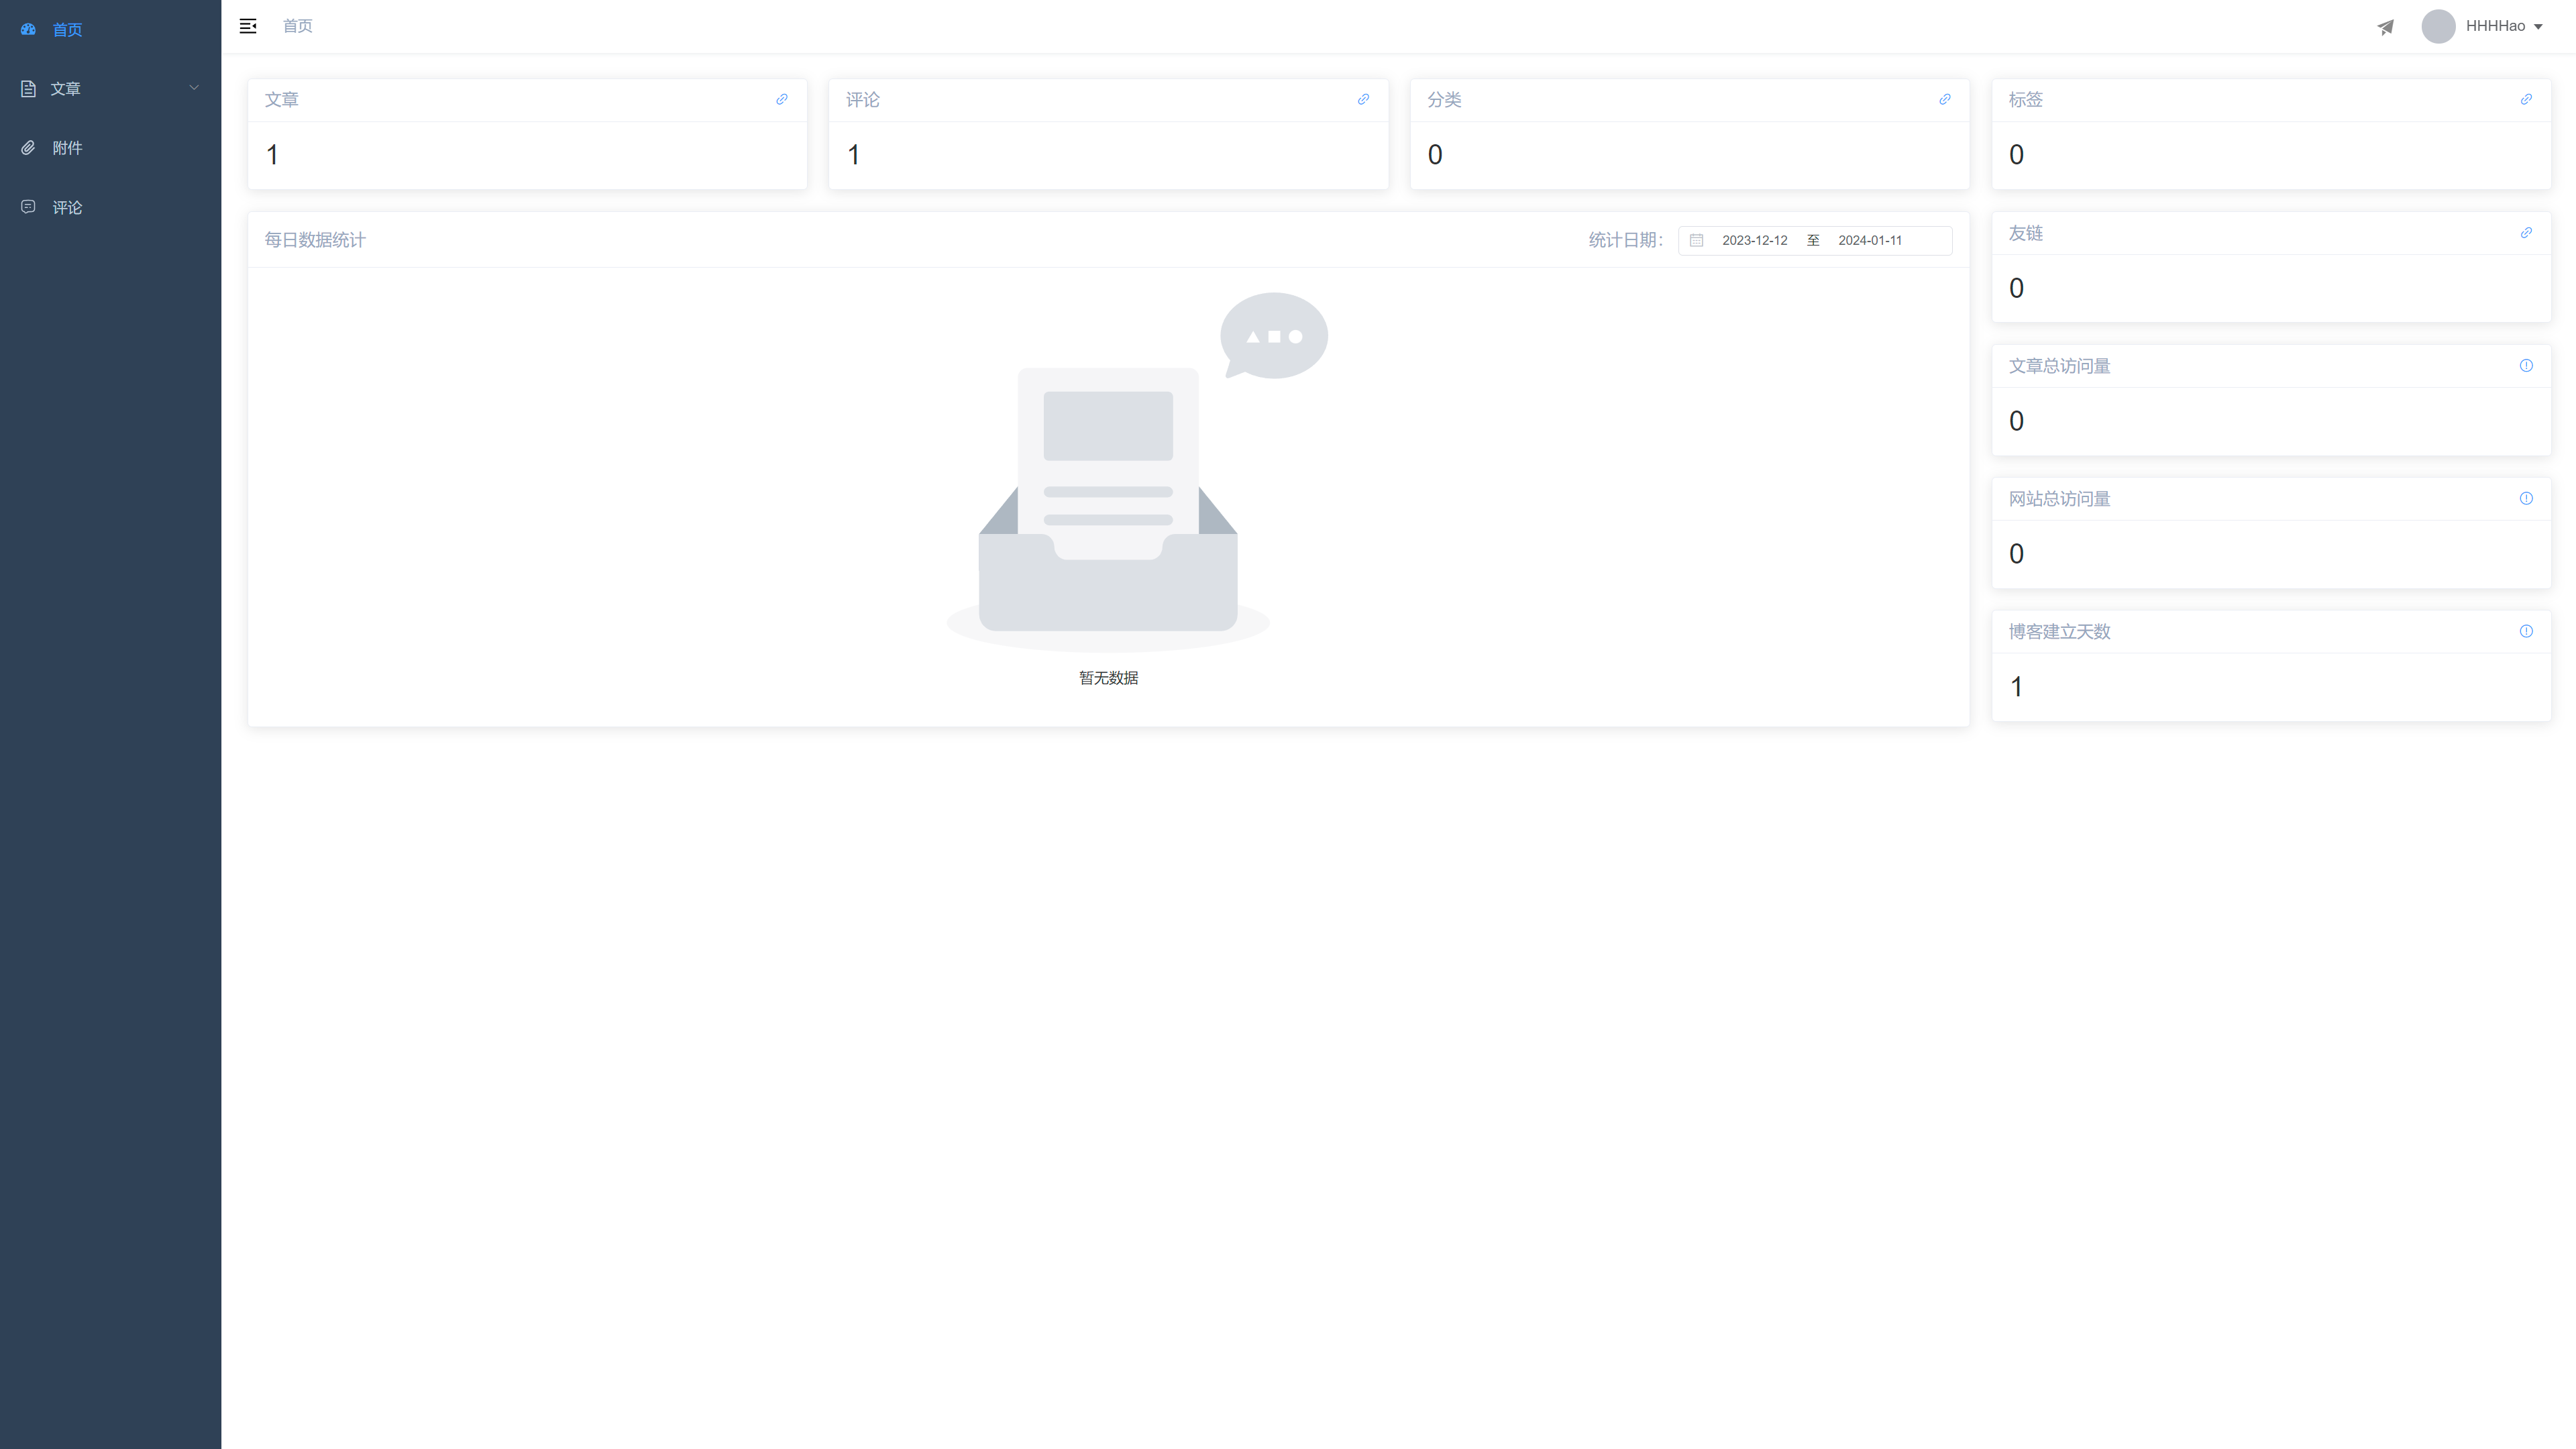 首页
文章
附件
评论
首页
HHHHao
文章
1
评论
1
分类
0
标签
0
每日数据统计
统计日期：
2023-12-12 至 2024-01-11
暂无数据
友链
0
文章总访问量
0
网站总访问量
0
博客建立天数
1